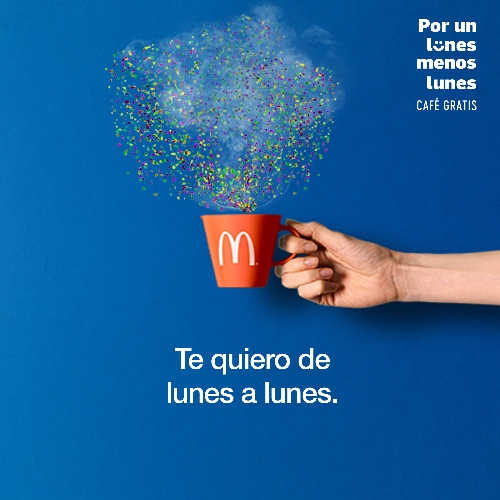 Por un
lunes
menos
lunes
CAFÉ GRATIS
M
Te quiero de
lunes a lunes.